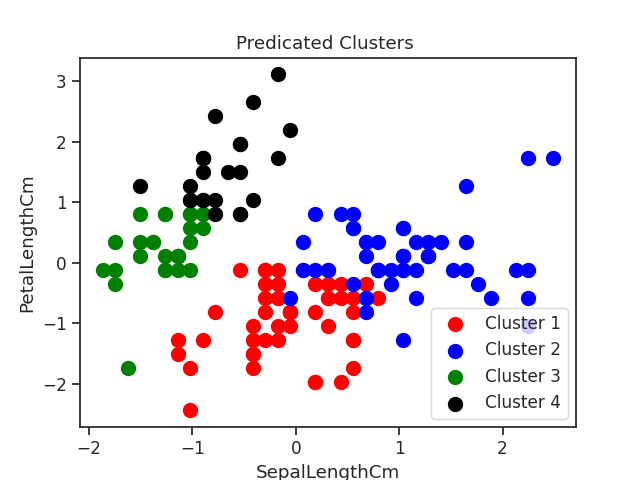 Predicated Clusters
PetalLengthCm
3
2
1
0
−1
−2
Cluster 1
Cluster 2
Cluster 3
Cluster 4
−2 −1 0 1 2
SepalLengthCm